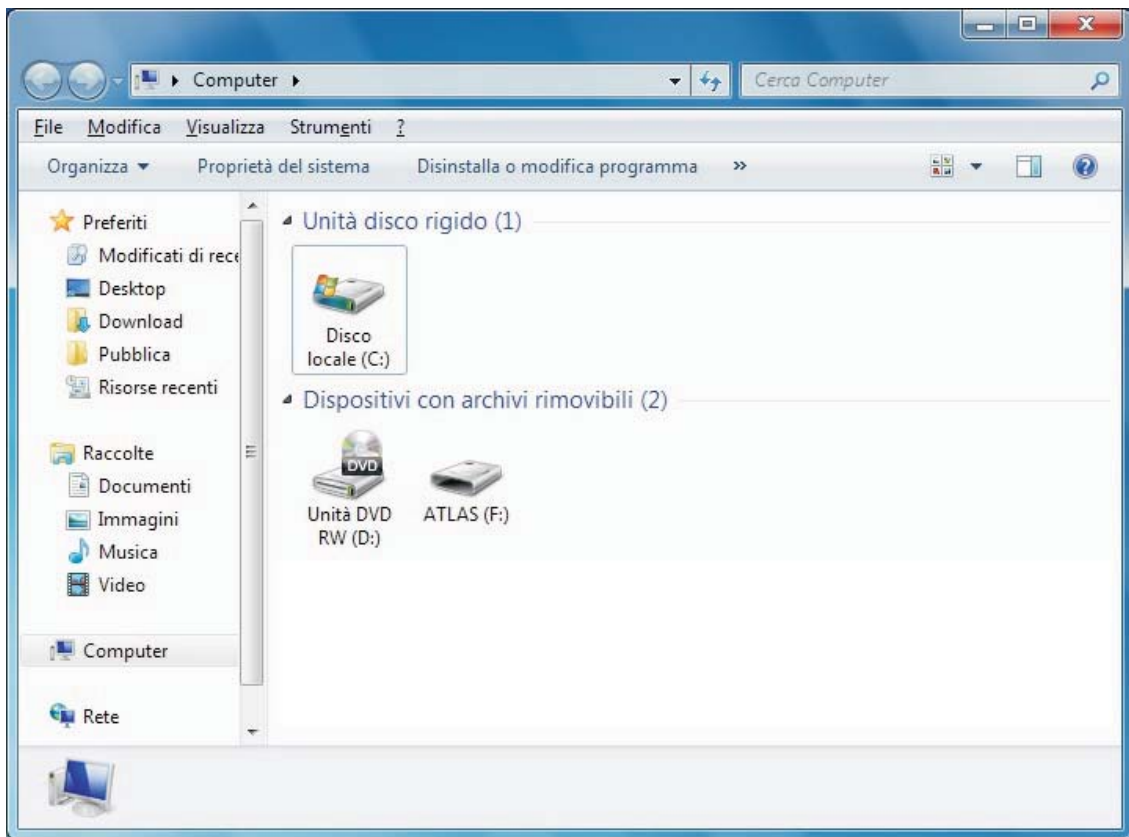 Computer
Cerca Computer
File Modifica Visualizza Strumenti ?
Organizza Proprietà del sistema Disinstalla o modifica programma »
Preferiti
Modificati di rece
Desktop
Download
Pubblica
Risorse recenti
Raccolte
Documenti
Immagini
Musica
Video
Computer
Rete
Unità disco rigido (1)
Disco
locale (C:)
Dispositivi con archivi rimovibili (2)
DVD
Unità DVD
RW (D:)
ATLAS (F:)